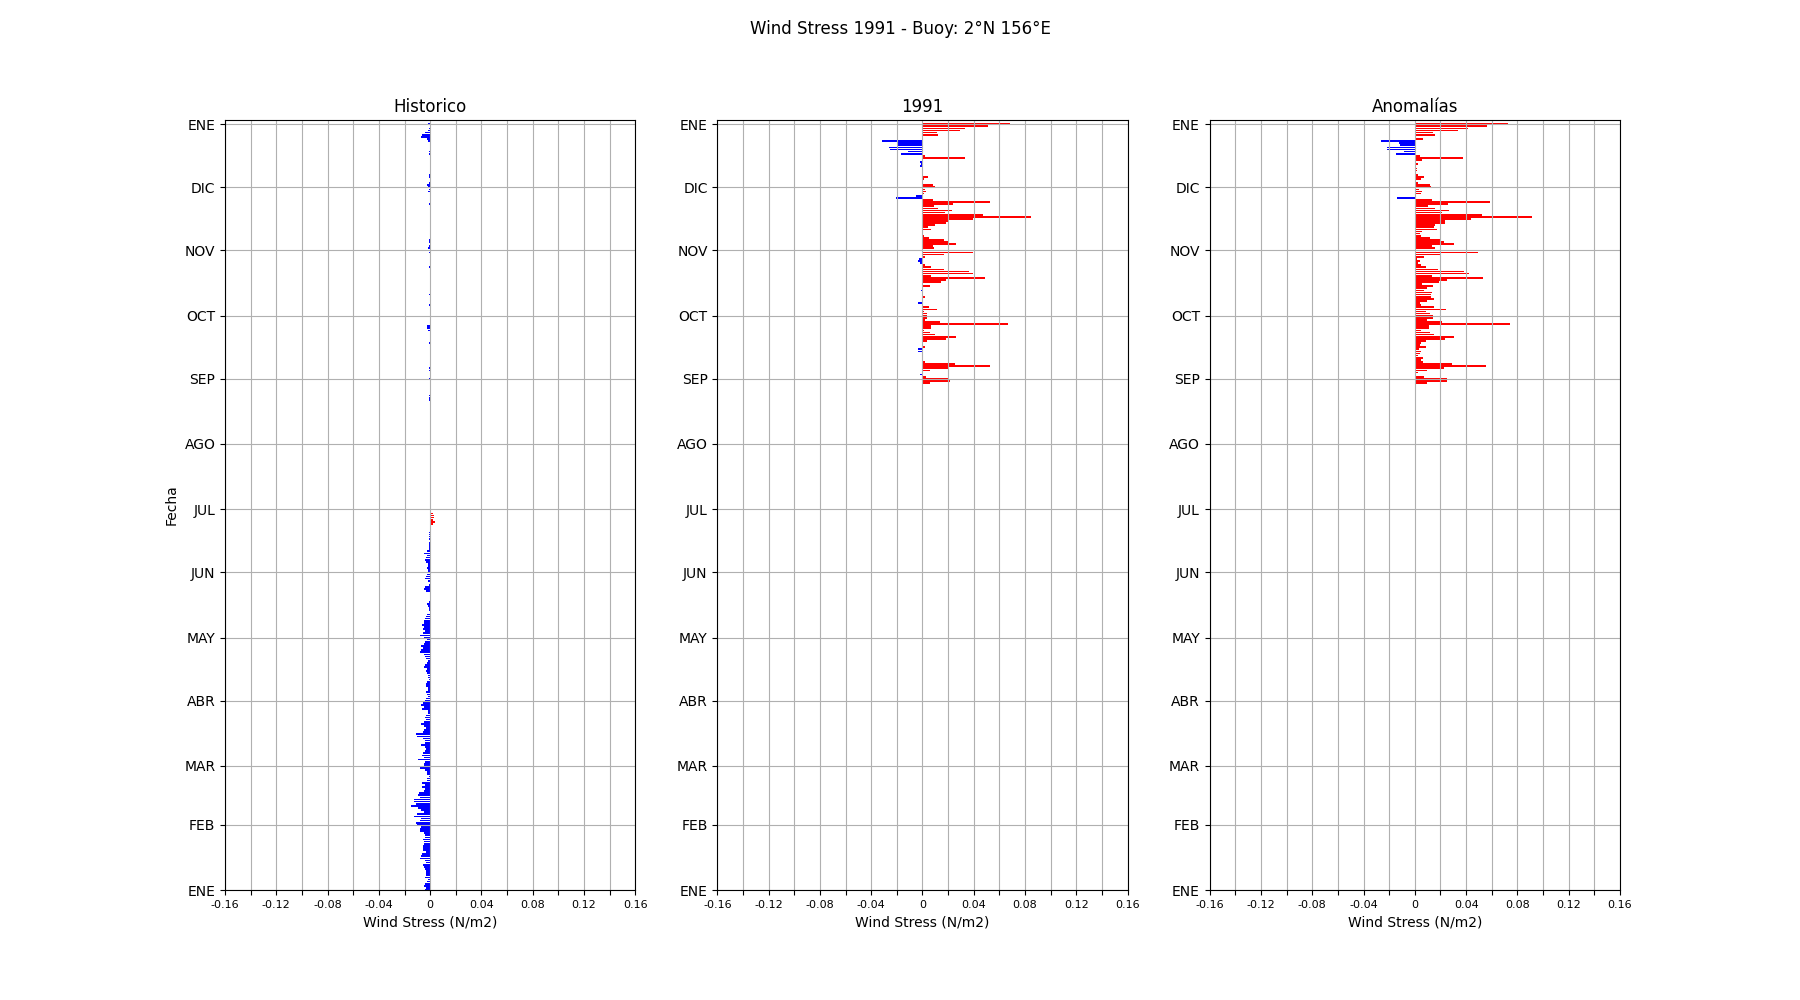 Wind Stress 1991 - Buoy: 2°N 156°E
Historico
ENE
DIC
NOV
OCT
SEP
AGO
JUL
JUN
MAY
ABR
MAR
FEB
ENE
Fecha
-0.16 -0.12 -0.08 -0.04 0 0.04 0.08 0.12 0.16
Wind Stress (N/m2)
1991
ENE
DIC
NOV
OCT
SEP
AGO
JUL
JUN
MAY
ABR
MAR
FEB
ENE
-0.16 -0.12 -0.08 -0.04 0 0.04 0.08 0.12 0.16
Wind Stress (N/m2)
Anomalías
ENE
DIC
NOV
OCT
SEP
AGO
JUL
JUN
MAY
ABR
MAR
FEB
ENE
-0.16 -0.12 -0.08 -0.04 0 0.04 0.08 0.12 0.16
Wind Stress (N/m2)